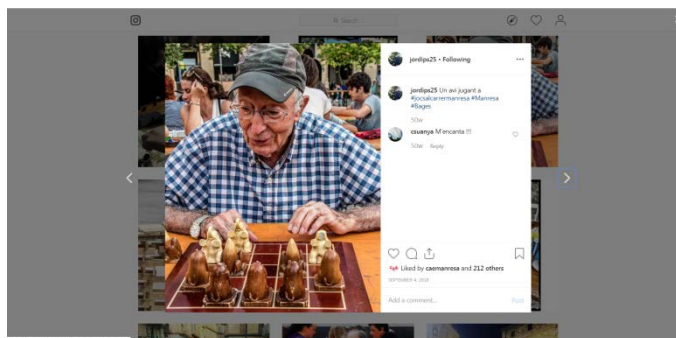 Search
jordips25 • Following
jordips25 Un avi jugant a
#jocsalcarrermanresa #Manresa
#Bages
50w
czuanya M'encanta !!!
50w Reply
Liked by caemanresa and 212 others
SEPTEMBER 4, 2018
Add a comment...
Post